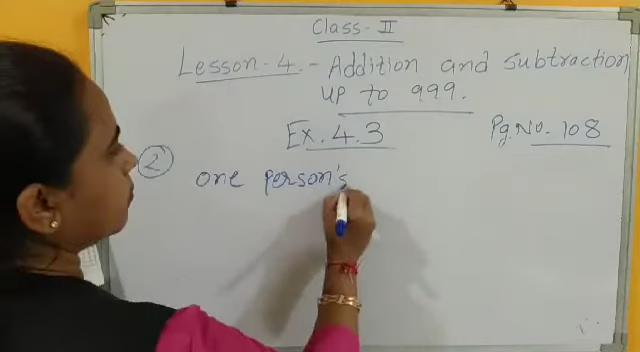 Class - II
Lesson - 4. - Addition and subtraction
up to 999.
Ex. 4.3
Pg. No. 108
2 one person's